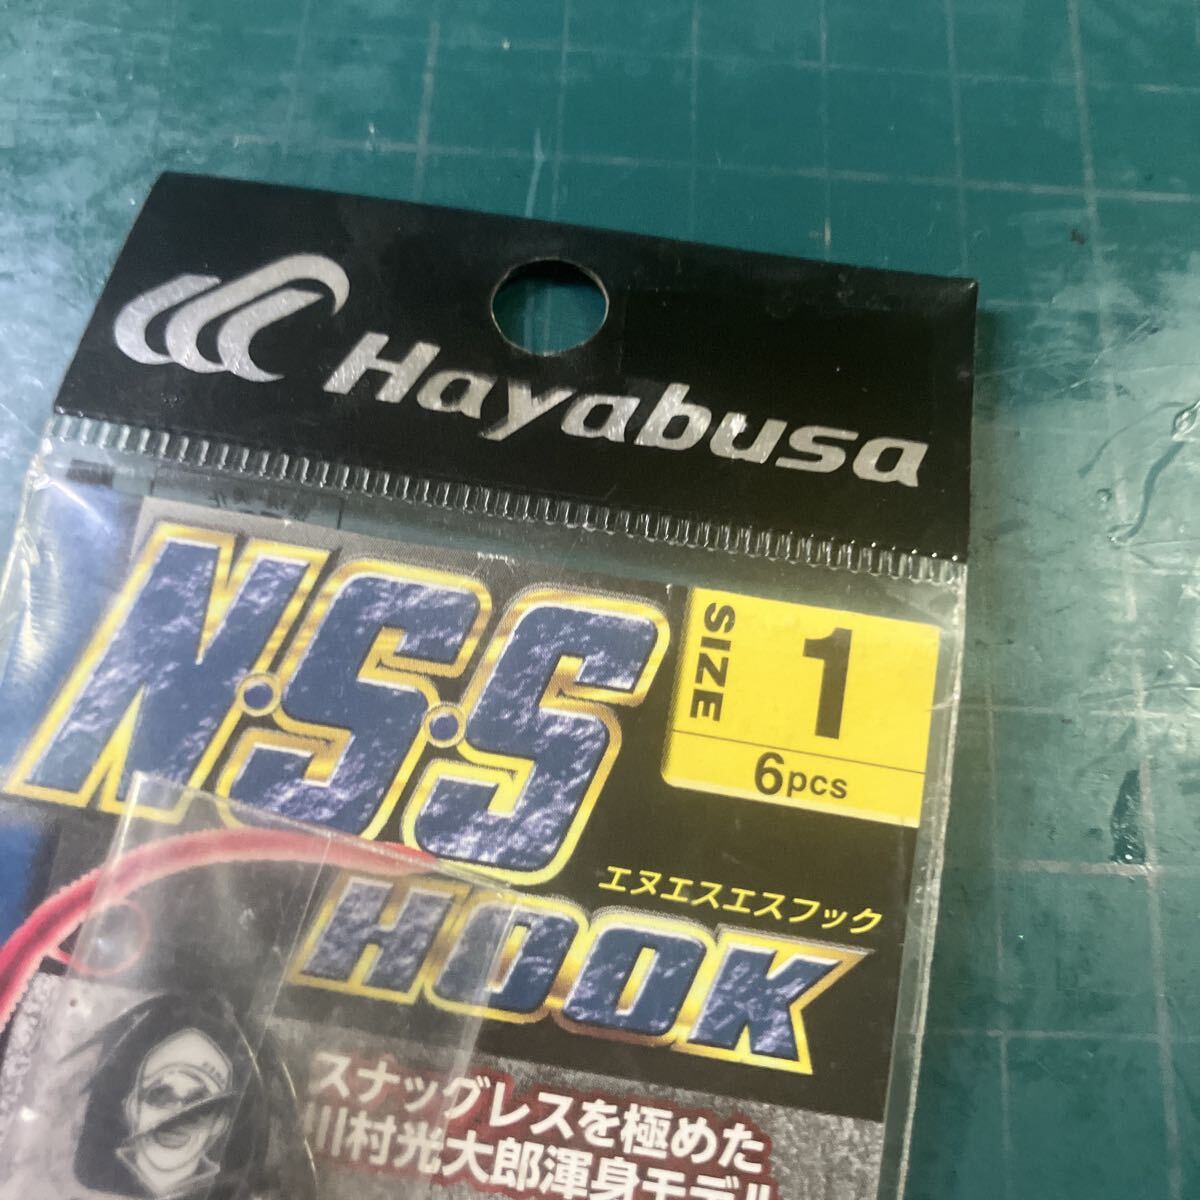 Hayabusa
N.S.S
SIZE
1
6pcs
エヌエスエスフック
HOOK
スナッグレスを極めた
川村光大郎渾身モデル